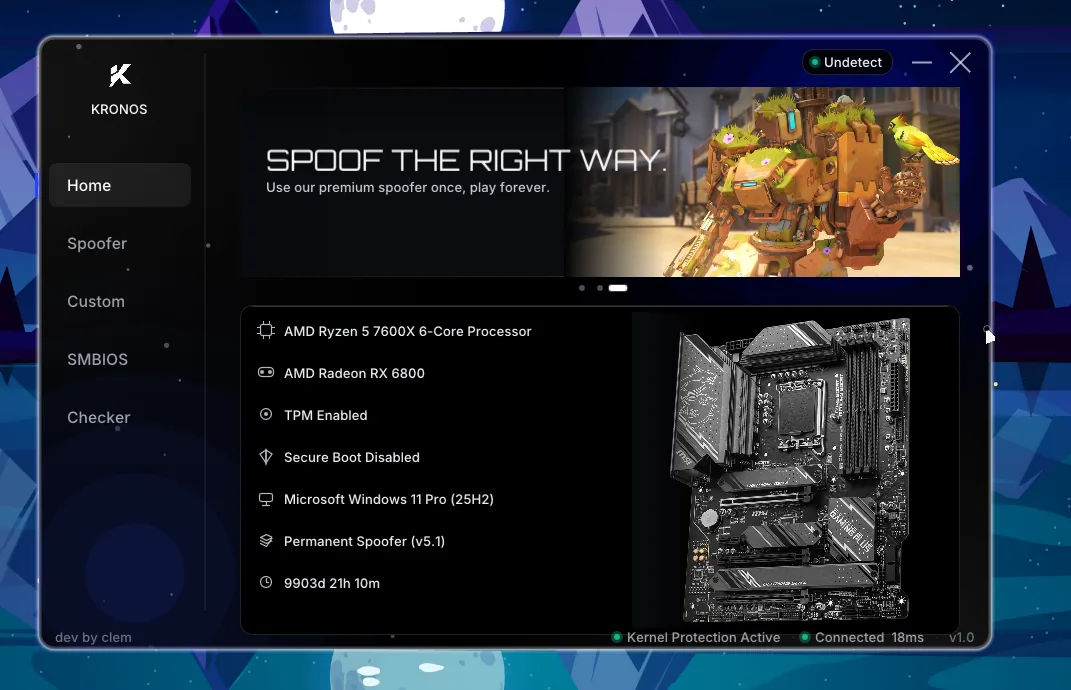 Undetect
KRONOS
Home
Spoofer
Custom
SMBIOS
Checker
SPOOF THE RIGHT WAY.
Use our premium spoofer once, play forever.
AMD Ryzen 5 7600X 6-Core Processor
AMD Radeon RX 6800
TPM Enabled
Secure Boot Disabled
Microsoft Windows 11 Pro (25H2)
Permanent Spoofer (v5.1)
9903d 21h 10m
GAMING PLUS
dev by clem
Kernel Protection Active
Connected 18ms
v1.0